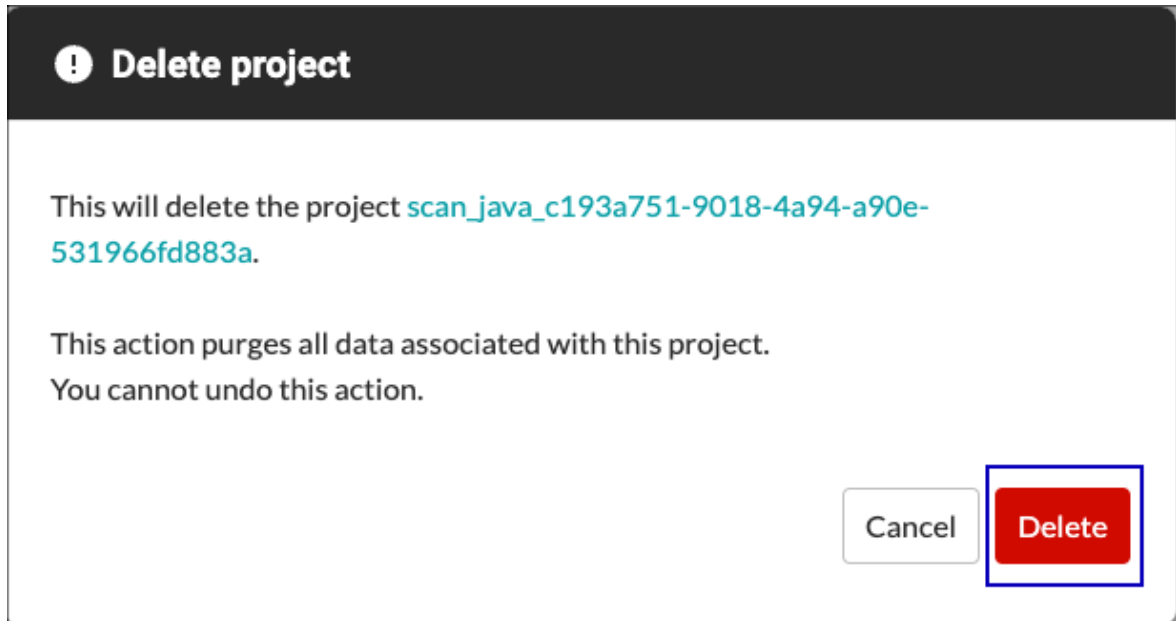 Delete project
This will delete the project scan_java_c193a751-9018-4a94-a90e-
531966fd883a.
This action purges all data associated with this project.
You cannot undo this action.
Cancel Delete